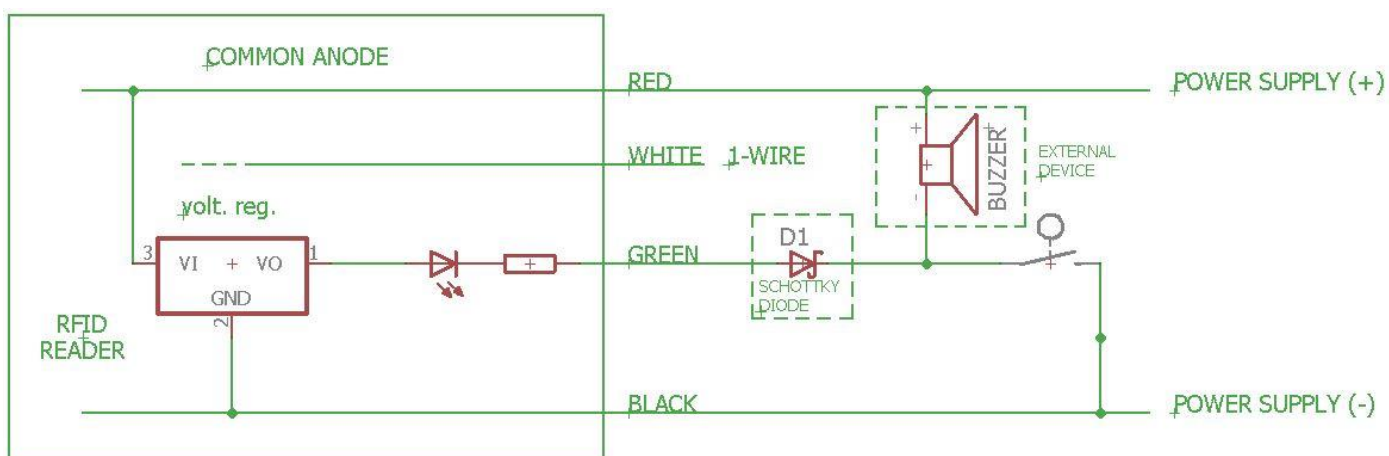 COMMON ANODE
RED
POWER SUPPLY (+)
WHITE
1-WIRE
BUZZER
EXTERNAL
DEVICE
volt. reg.
3
VI
VO
1
GND
2
GREEN
D1
SCHOTTKY
DIODE
RFID
READER
BLACK
POWER SUPPLY (-)